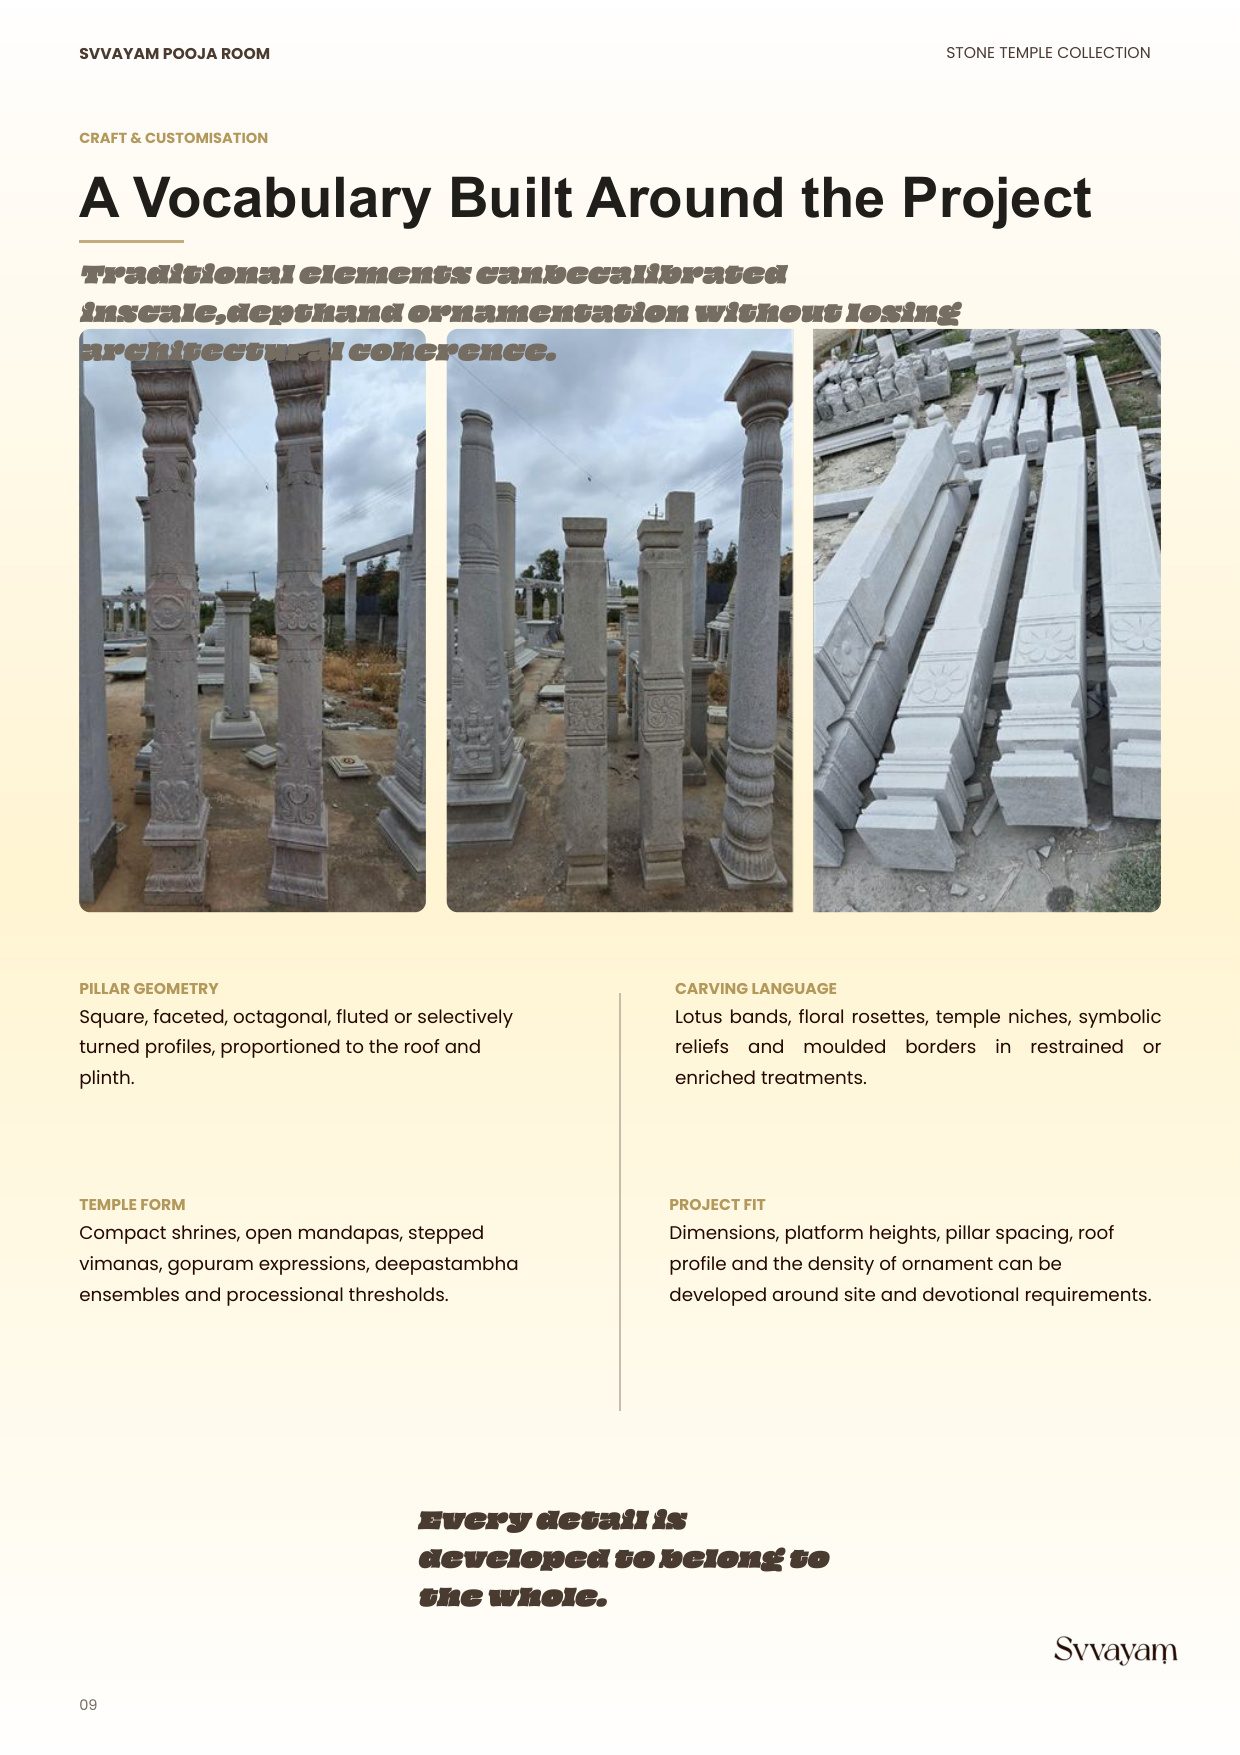 SVVAYAM POOJA ROOM
STONE TEMPLE COLLECTION
CRAFT & CUSTOMISATION
A Vocabulary Built Around the Project
Traditional elements canbecalibrated
inscale,depthand ornamentation without losing
architectural coherence.
PILLAR GEOMETRY
Square, faceted, octagonal, fluted or selectively
turned profiles, proportioned to the roof and
plinth.
CARVING LANGUAGE
Lotus bands, floral rosettes, temple niches, symbolic
reliefs and moulded borders in restrained or
enriched treatments.
TEMPLE FORM
Compact shrines, open mandapas, stepped
vimanas, gopuram expressions, deepastambha
ensembles and processional thresholds.
PROJECT FIT
Dimensions, platform heights, pillar spacing, roof
profile and the density of ornament can be
developed around site and devotional requirements.
Every detail is
developed to belong to
the whole.
Svvayam
09